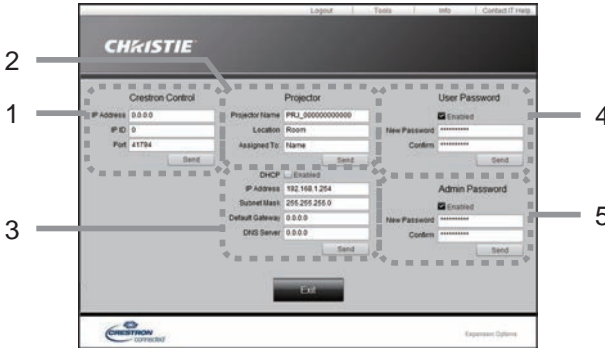 Logout Tools Info Contact IT Help
CHRISTIE
2
1
3
4
5
Crestron Control
IP Address 0.0.0.0
IP ID 0
Port 41794
Send
Projector
Projector Name PRJ_000000000000
Location Room
Assigned To: Name
Send
DHCP Enabled
IP Address 192.168.1.254
Subnet Mask 255.255.255.0
Default Gateway 0.0.0.0
DNS Server 0.0.0.0
Send
User Password
Enabled
New Password **********
Confirm **********
Send
Admin Password
Enabled
New Password **********
Confirm **********
Send
Exit
CRESTRON connected
Expansion Options